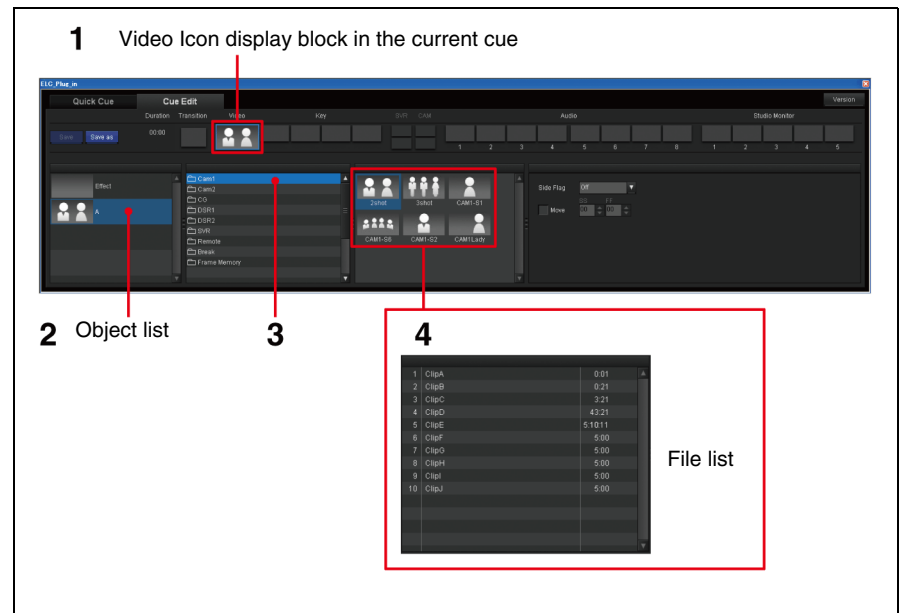 1 Video Icon display block in the current cue
ELC_Plug_in
Quick Cue Cue Edit Version
Duration Transition Video Key SVR CAM Audio Studio Monitor
Save Save as 00:00
1 2 3 4 5 6 7 8 1 2 3 4 5
Effect
A
Cam1
Cam2
CG
DSR1
DSR2
SVR
Remote
Break
Frame Memory
2shot 3shot CAM1-S1
CAM1-S6 CAM1-S2 CAM1Lady
Side Flag Off
SS FF
Move 00 00
2 Object list
3
4
1 ClipA 0:01
2 ClipB 0:21
3 ClipC 3:21
4 ClipD 43:21
5 ClipE 5:10:11
6 ClipF 5:00
7 ClipG 5:00
8 ClipH 5:00
9 ClipI 5:00
10 ClipJ 5:00
File list